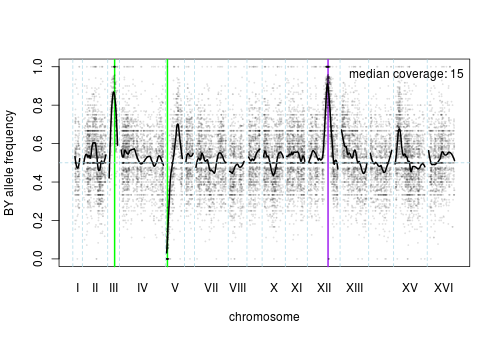 median coverage: 15
BY allele frequency
1.0
0.8
0.6
0.4
0.2
0.0
I II III IV V VII VIII X XI XII XIII XV XVI
chromosome